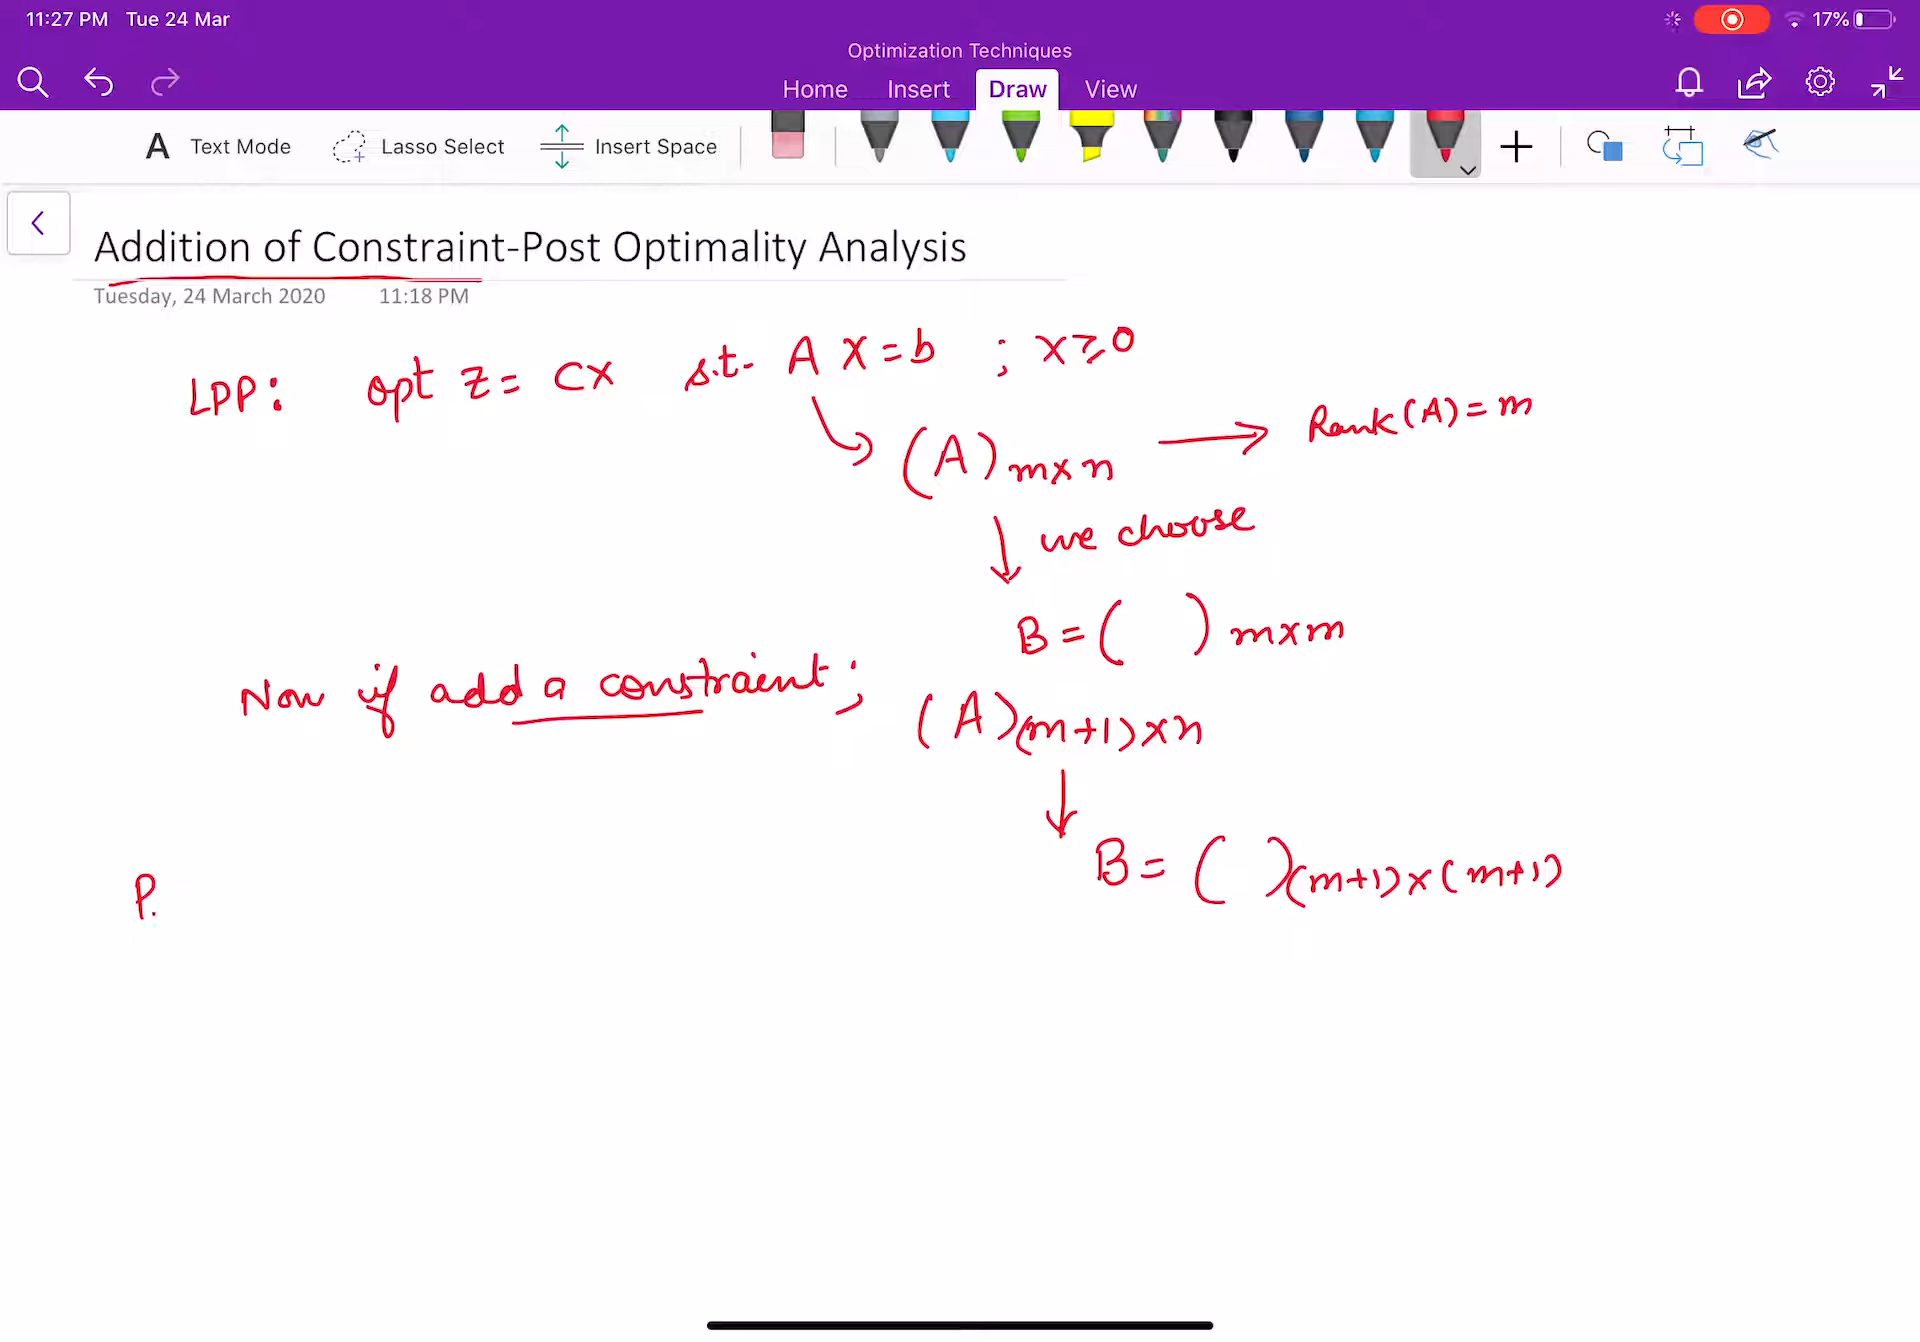 11:27 PM Tue 24 Mar
17%
Optimization Techniques
Home Insert Draw View
A Text Mode Lasso Select Insert Space
Addition of Constraint-Post Optimality Analysis
Tuesday, 24 March 2020 11:18 PM
LPP: opt z = CX s.t. A X = b ; X ≥ 0
(A) m×n → Rank(A) = m
↓ we choose
B = ( ) m×m
Now if add a constraint; (A)(m+1)×n
↓
B = ( )(m+1)×(m+1)
P.